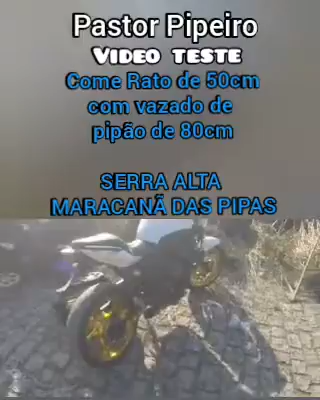 Pastor Pipeiro
VIDEO TESTE
Come Rato de 50cm
com vazado de
pipão de 80cm
SERRA ALTA
MARACANÃ DAS PIPAS